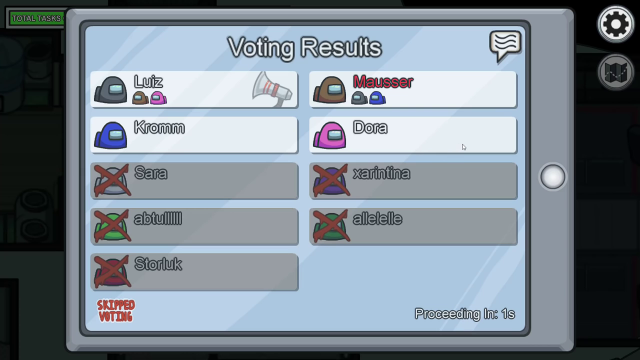 TOTAL TASKS
Voting Results
Luiz
Mausser
Kromm
Dora
Sara
xarintina
abtullllll
allelelle
Storluk
SKIPPED
VOTING
Proceeding In: 1s